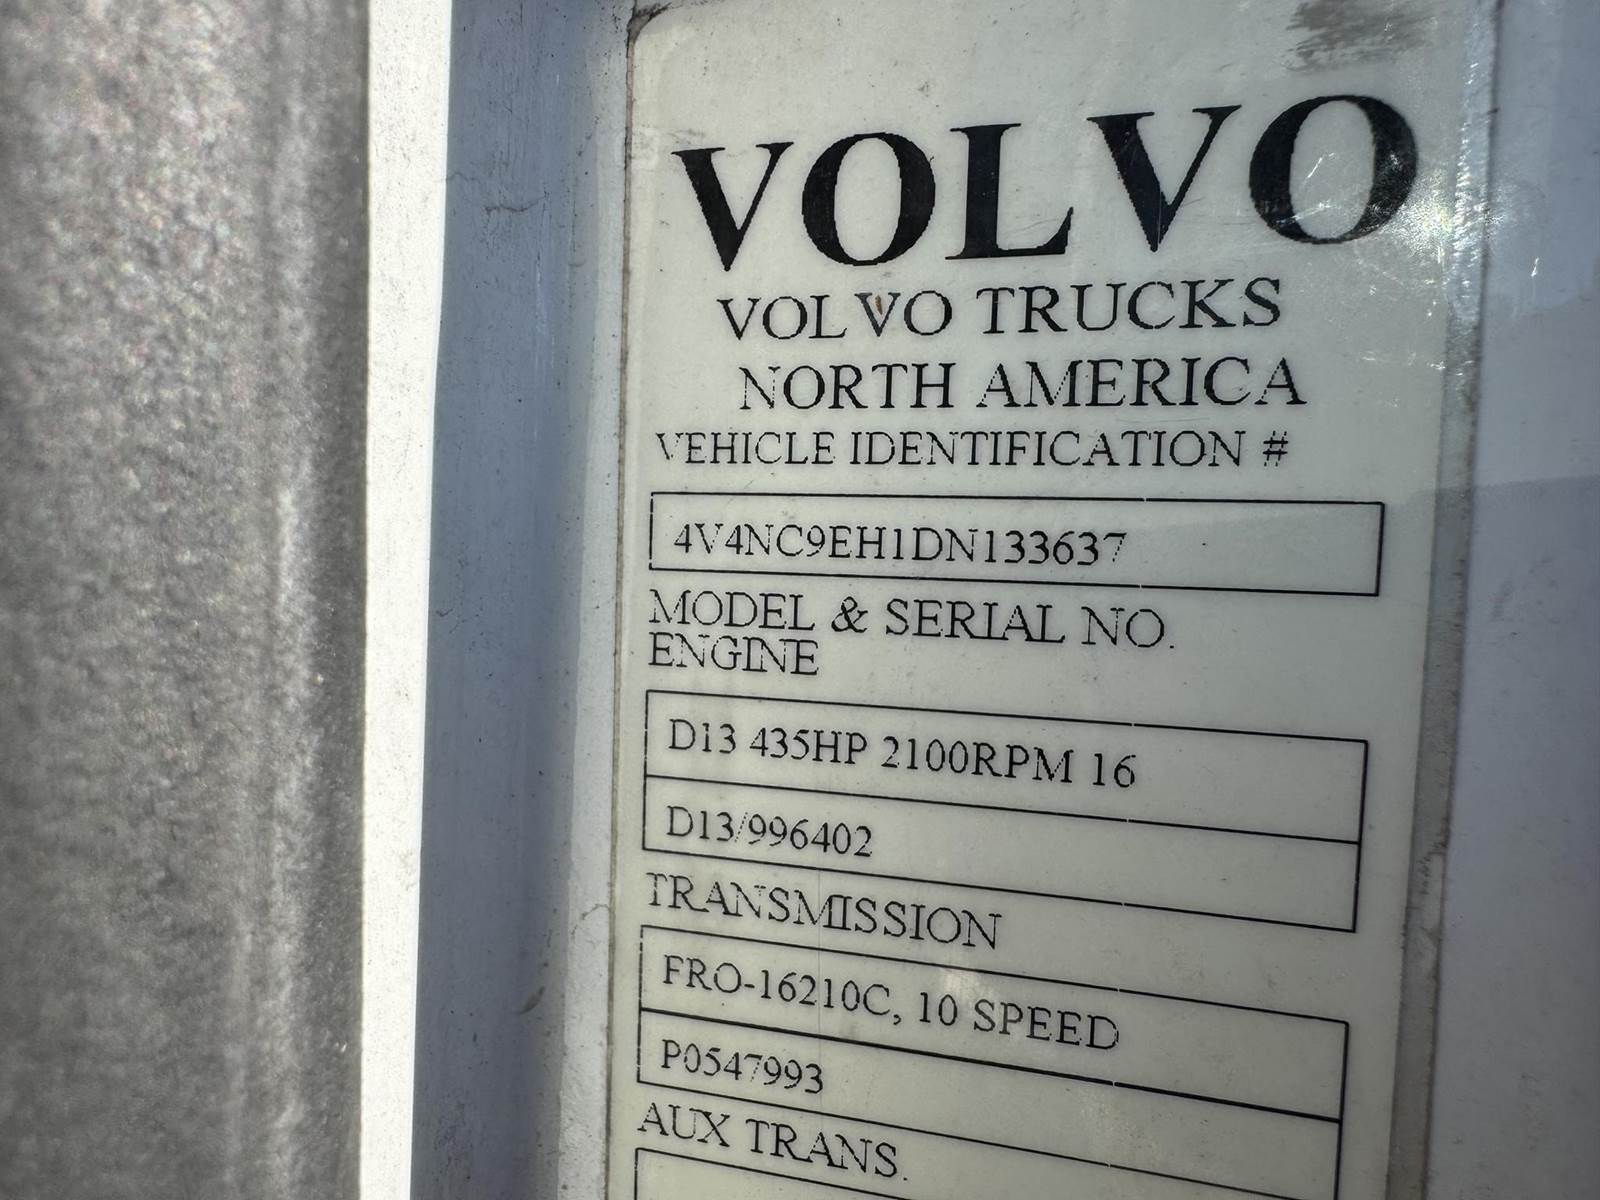 VOLVO
VOLVO TRUCKS
NORTH AMERICA
VEHICLE IDENTIFICATION #
4V4NC9EH1DN133637
MODEL & SERIAL NO.
ENGINE
D13 435HP 2100RPM 16
D13/996402
TRANSMISSION
FRO-16210C, 10 SPEED
P0547993
AUX TRANS.